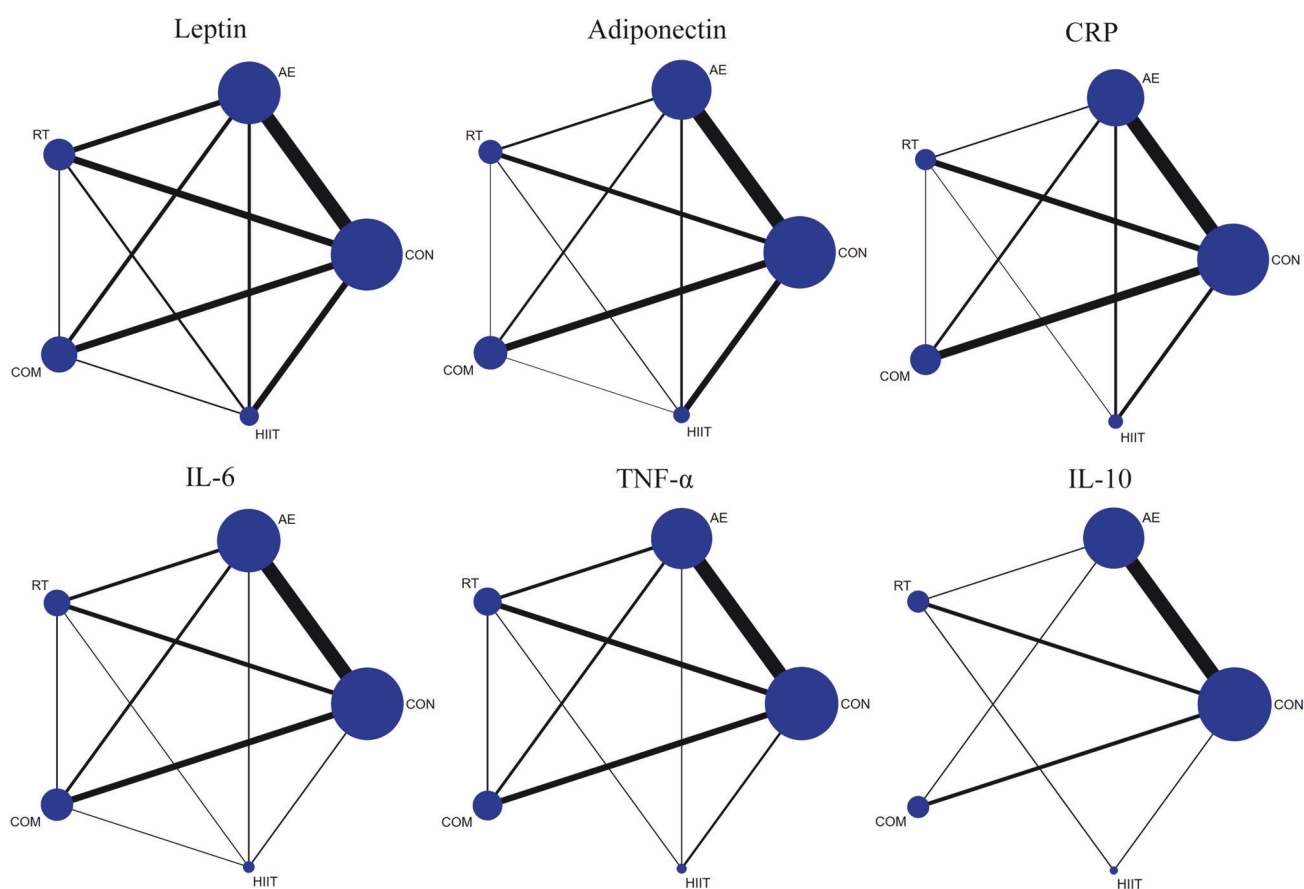 Leptin
AE
RT
CON
COM
HIIT
Adiponectin
AE
RT
CON
COM
HIIT
CRP
AE
RT
CON
COM
HIIT
IL-6
AE
RT
CON
COM
HIIT
TNF-α
AE
RT
CON
COM
HIIT
IL-10
AE
RT
CON
COM
HIIT